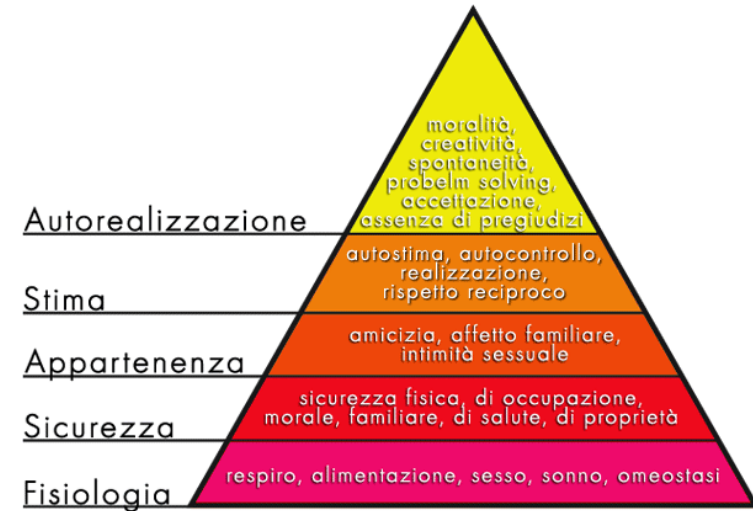 moralità,
creatività,
spontaneità,
probelm solving,
accettazione,
assenza di pregiudizi
Autorealizzazione
autostima, autocontrollo,
realizzazione,
rispetto reciproco
Stima
amicizia, affetto familiare,
intimità sessuale
Appartenenza
sicurezza fisica, di occupazione,
morale, familiare, di salute, di proprietà
Sicurezza
respiro, alimentazione, sesso, sonno, omeostasi
Fisiologia